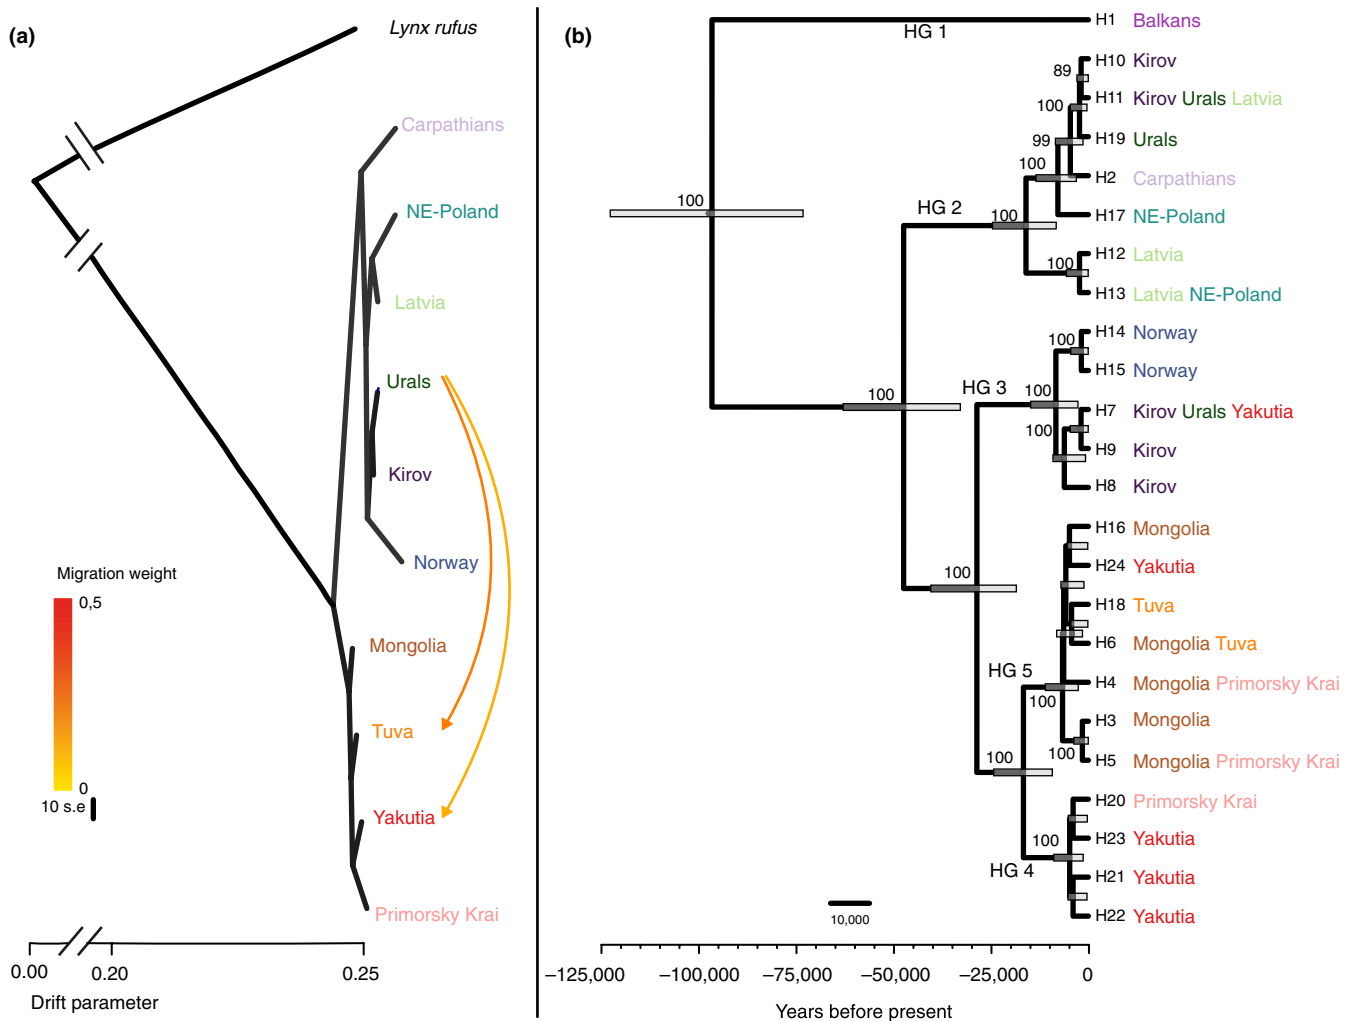 (a)
Lynx rufus
Carpathians
NE-Poland
Latvia
Urals
Kirov
Norway
Mongolia
Tuva
Yakutia
Primorsky Krai
Migration weight
0,5
0
10 s.e
0.00
0.20
0.25
Drift parameter
(b)
H1 Balkans
HG 1
H10 Kirov
89
H11 Kirov Urals Latvia
100
H19 Urals
99
100
H2 Carpathians
HG 2
100
H17 NE-Poland
100
H12 Latvia
100
H13 Latvia NE-Poland
H14 Norway
100
H15 Norway
HG 3
100
100
H7 Kirov Urals Yakutia
100
H9 Kirov
H8 Kirov
H16 Mongolia
H24 Yakutia
100
H18 Tuva
H6 Mongolia Tuva
HG 5
H4 Mongolia Primorsky Krai
100
H3 Mongolia
100
H5 Mongolia Primorsky Krai
100
H20 Primorsky Krai
H23 Yakutia
100
HG 4
H21 Yakutia
H22 Yakutia
10,000
−125,000
−100,000
−75,000
−50,000
−25,000
0
Years before present